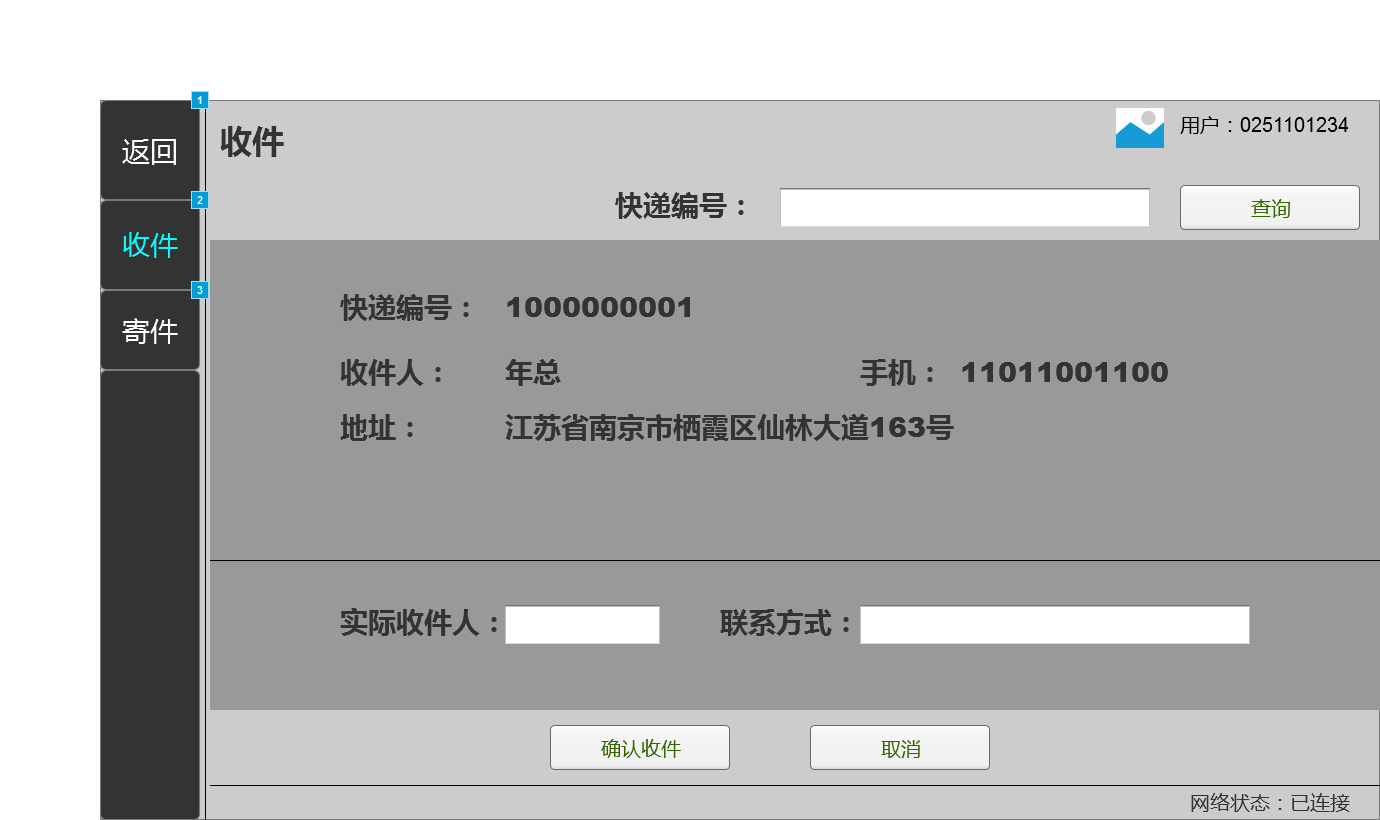 1
返回
收件
用户：0251101234
2
快递编号：
查询
收件
3
寄件
快递编号： 1000000001
收件人： 年总 手机： 11011001100
地址： 江苏省南京市栖霞区仙林大道163号
实际收件人： 联系方式：
确认收件 取消
网络状态：已连接